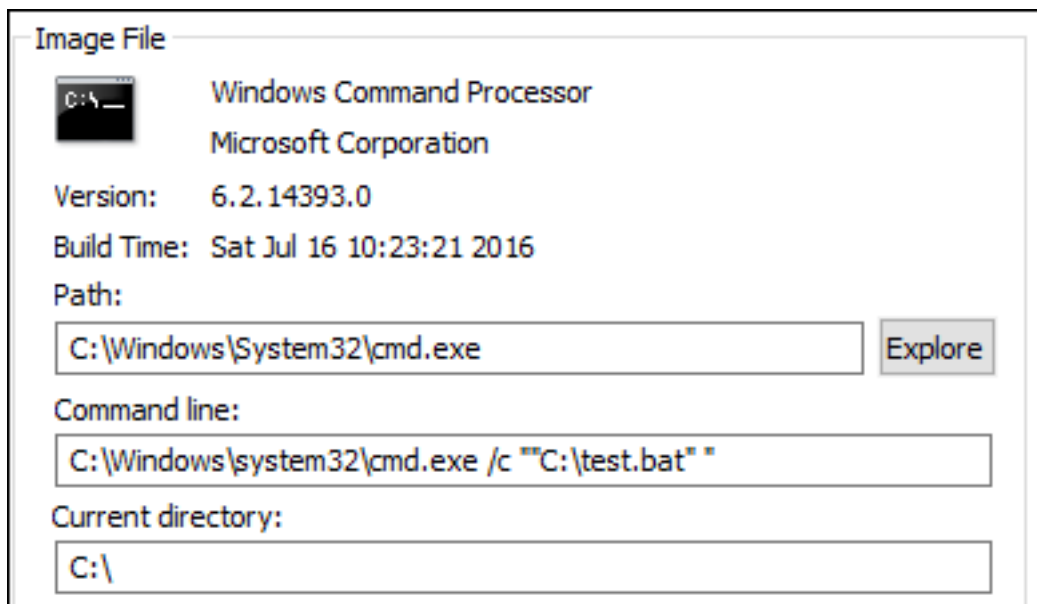 Image File
C:\
Windows Command Processor
Microsoft Corporation
Version: 6.2.14393.0
Build Time: Sat Jul 16 10:23:21 2016
Path:
C:\Windows\System32\cmd.exe Explore
Command line:
C:\Windows\system32\cmd.exe /c ""C:\test.bat" "
Current directory:
C:\